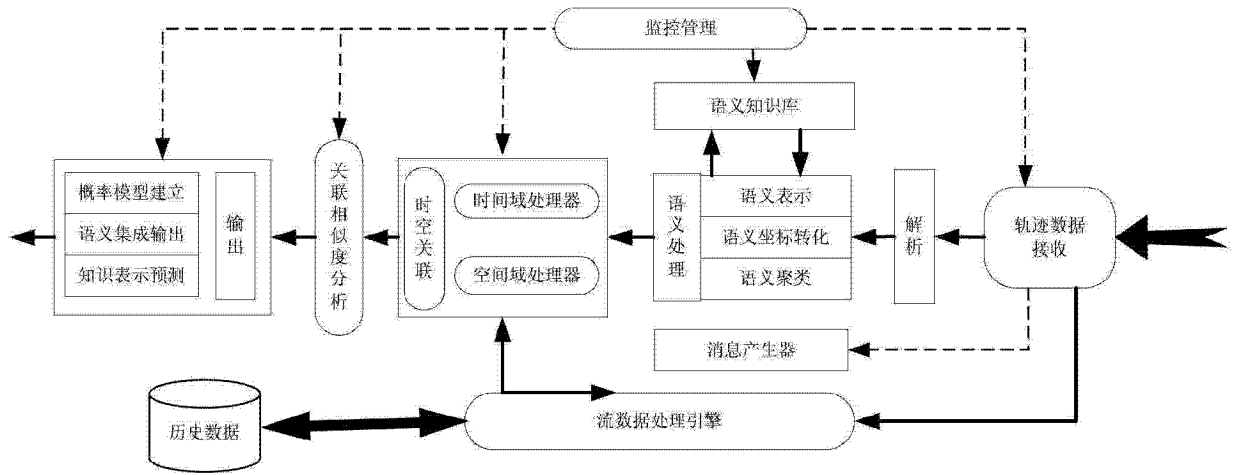 监控管理
语义知识库
概率模型建立
语义集成输出
知识表示预测
输出
关联相似度分析
时空关联
时间域处理器
空间域处理器
语义处理
语义表示
语义坐标转化
语义聚类
解析
轨迹数据
接收
消息产生器
历史数据
流数据处理引擎